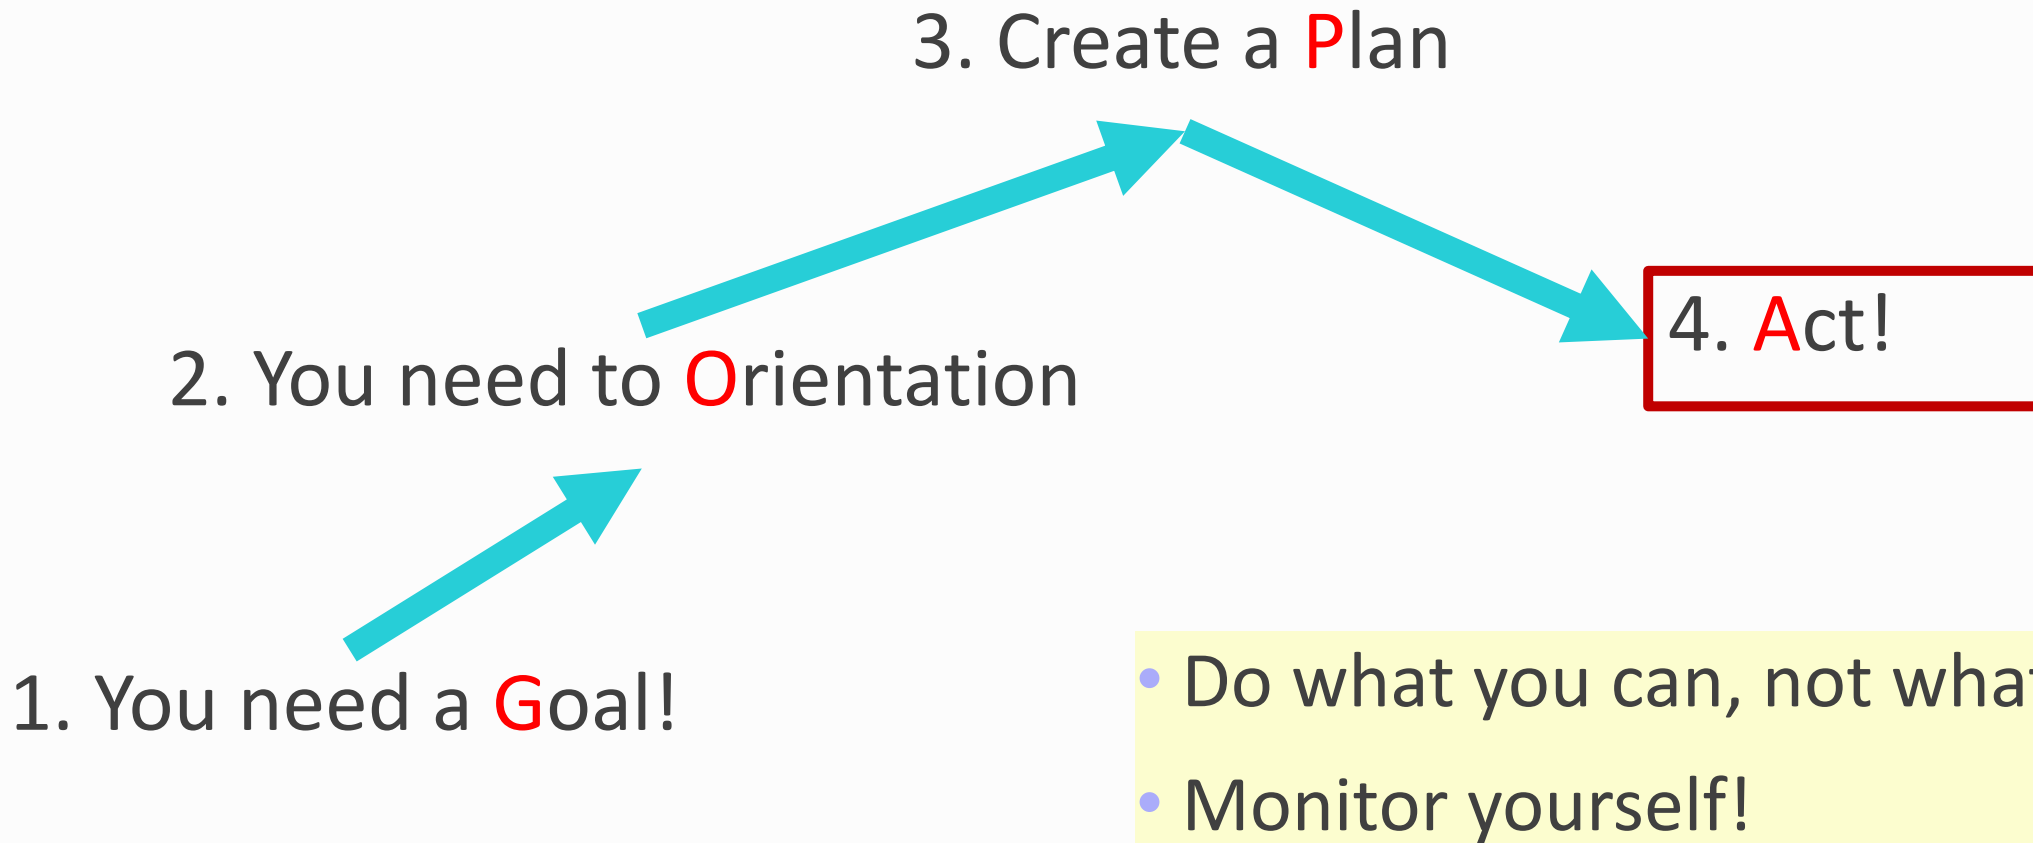 3. Create a Plan
4. Act!
2. You need to Orientation
1. You need a Goal!
• Do what you can, not what
• Monitor yourself!